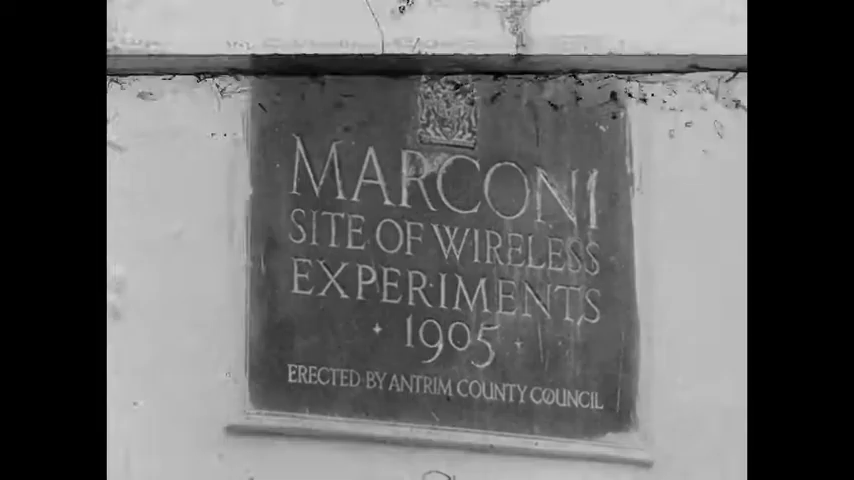 MARCONI
SITE OF WIRELESS
EXPERIMENTS
1905
ERECTED BY ANTRIM COUNTY COUNCIL